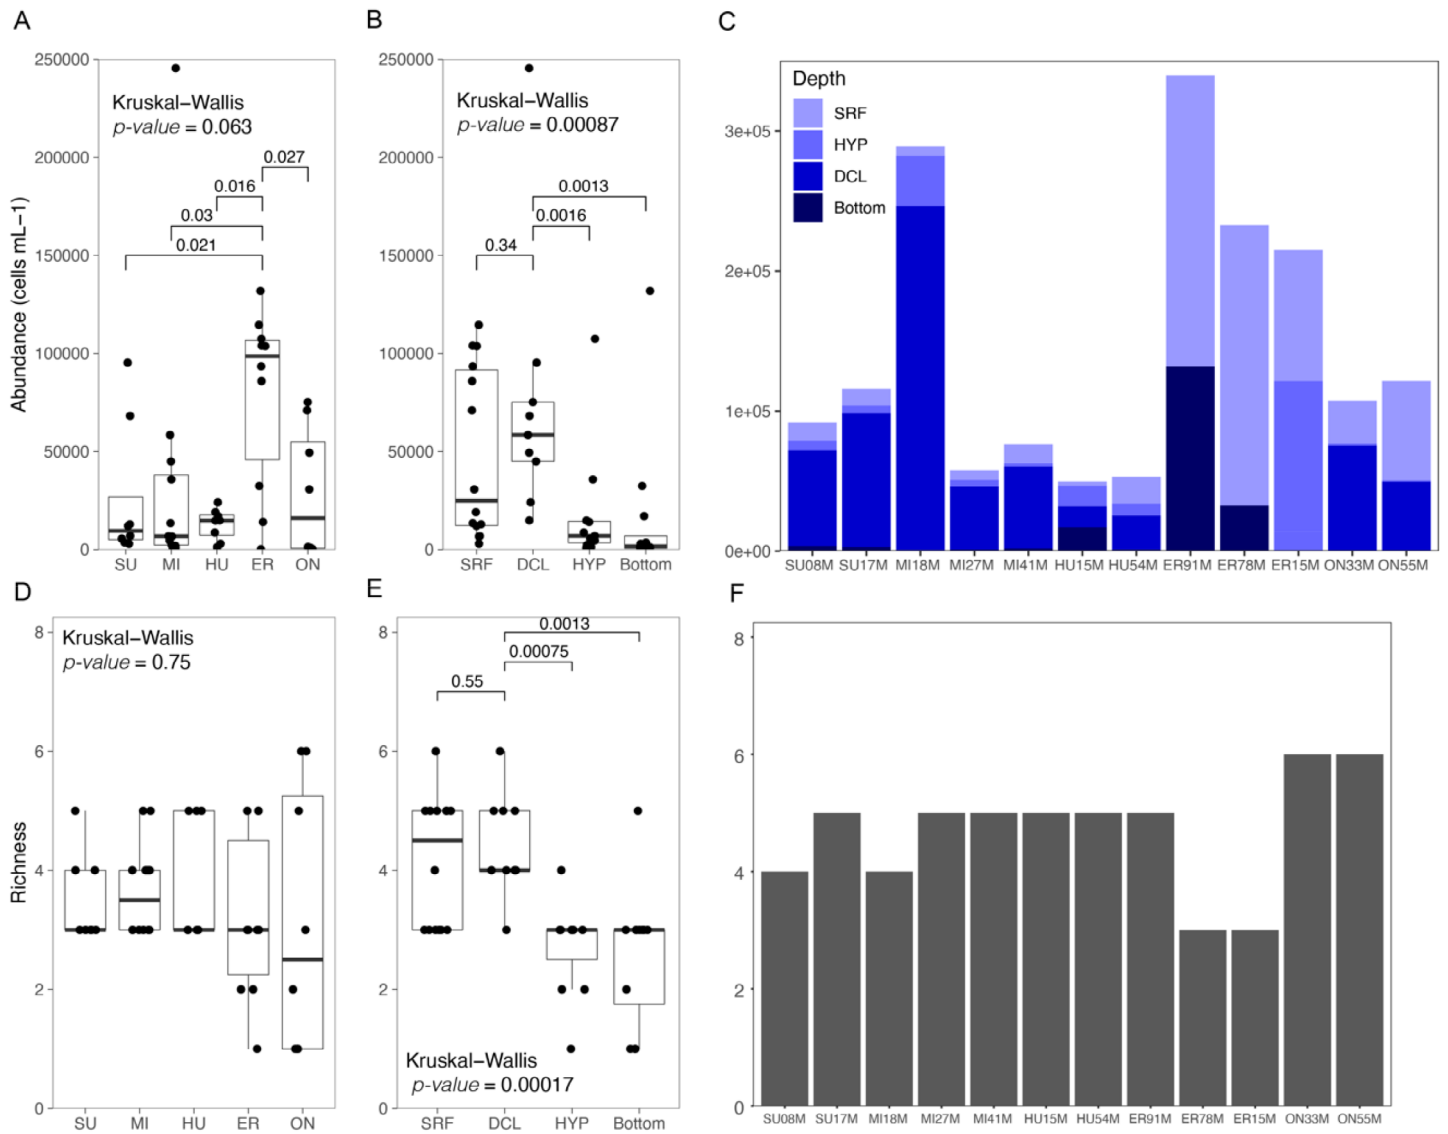 A
Abundance (cells mL−1)
250000
200000
150000
100000
50000
0
Kruskal−Wallis
p-value = 0.063
0.027
0.016
0.03
0.021
SU MI HU ER ON
B
250000
200000
150000
100000
50000
0
Kruskal−Wallis
p-value = 0.00087
0.0013
0.0016
0.34
SRF DCL HYP Bottom
C
3e+05
2e+05
1e+05
0e+00
Depth
SRF
HYP
DCL
Bottom
SU08M SU17M MI18M MI27M MI41M HU15M HU54M ER91M ER78M ER15M ON33M ON55M
D
Richness
8
6
4
2
0
Kruskal−Wallis
p-value = 0.75
SU MI HU ER ON
E
8
6
4
2
0
0.0013
0.00075
0.55
Kruskal−Wallis
p-value = 0.00017
SRF DCL HYP Bottom
F
8
6
4
2
0
SU08M SU17M MI18M MI27M MI41M HU15M HU54M ER91M ER78M ER15M ON33M ON55M